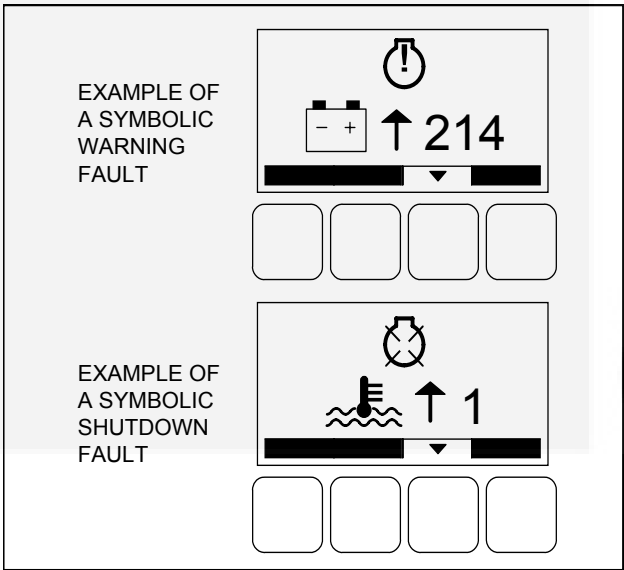 EXAMPLE OF
A SYMBOLIC
WARNING
FAULT
!
- +
214
EXAMPLE OF
A SYMBOLIC
SHUTDOWN
FAULT
1